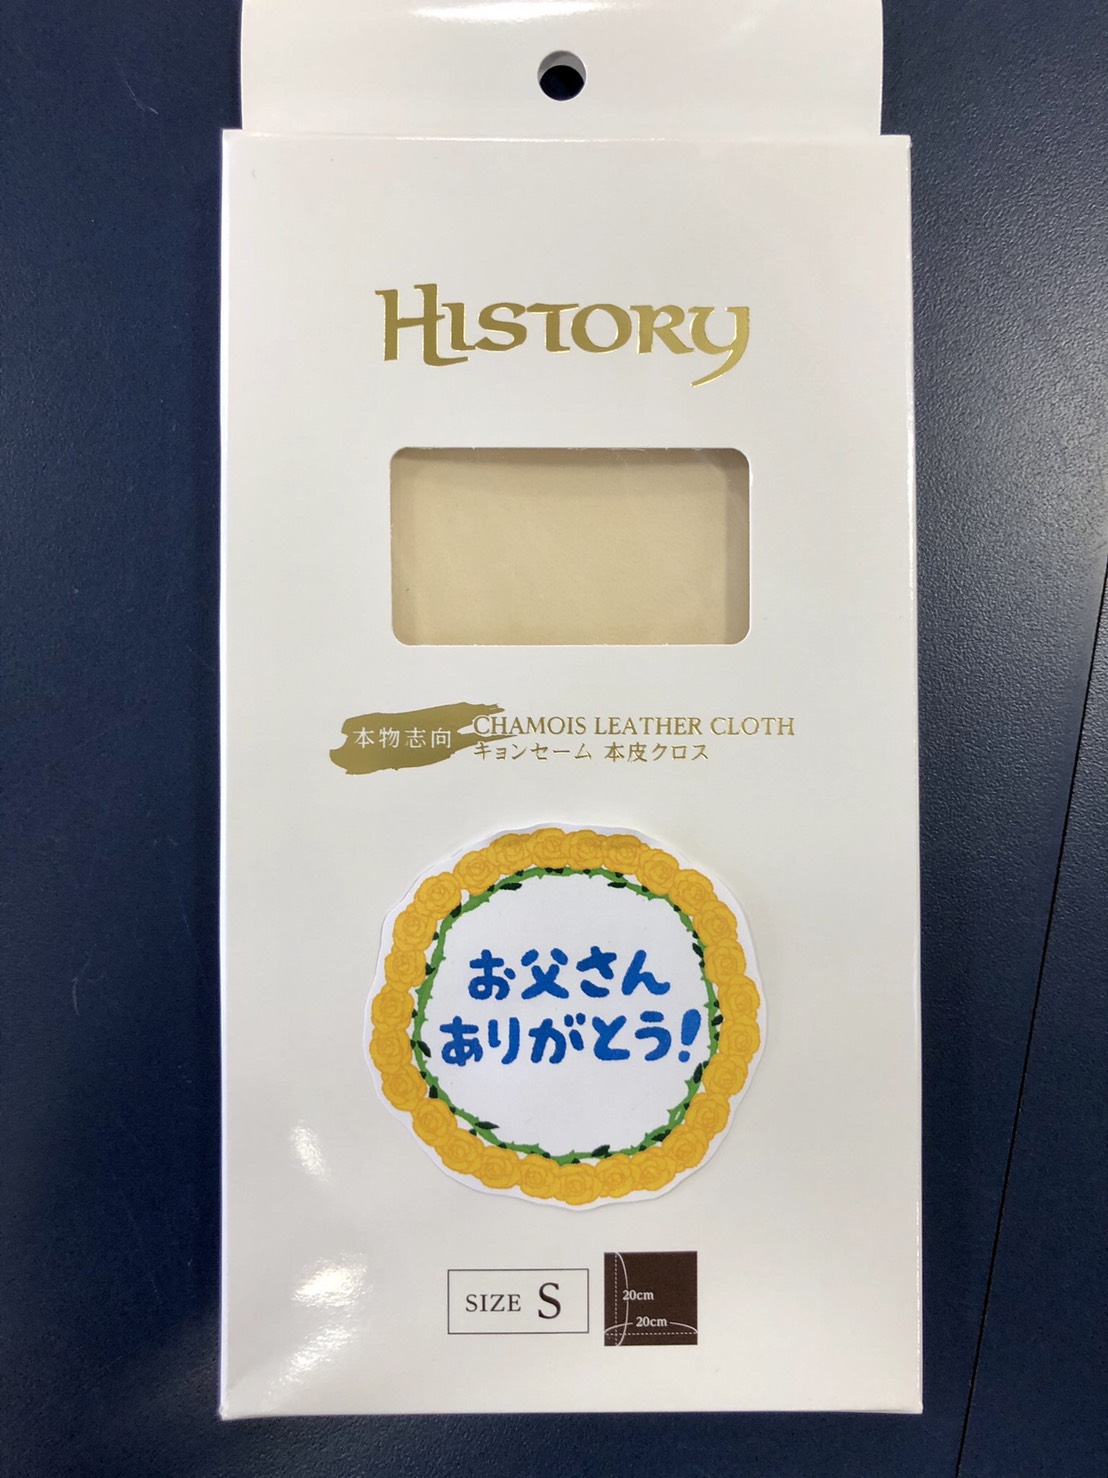 HISTORY
本物志向
CHAMOIS LEATHER CLOTH
キョンセーム 本皮クロス
お父さん
ありがとう!
SIZE S
20cm
20cm